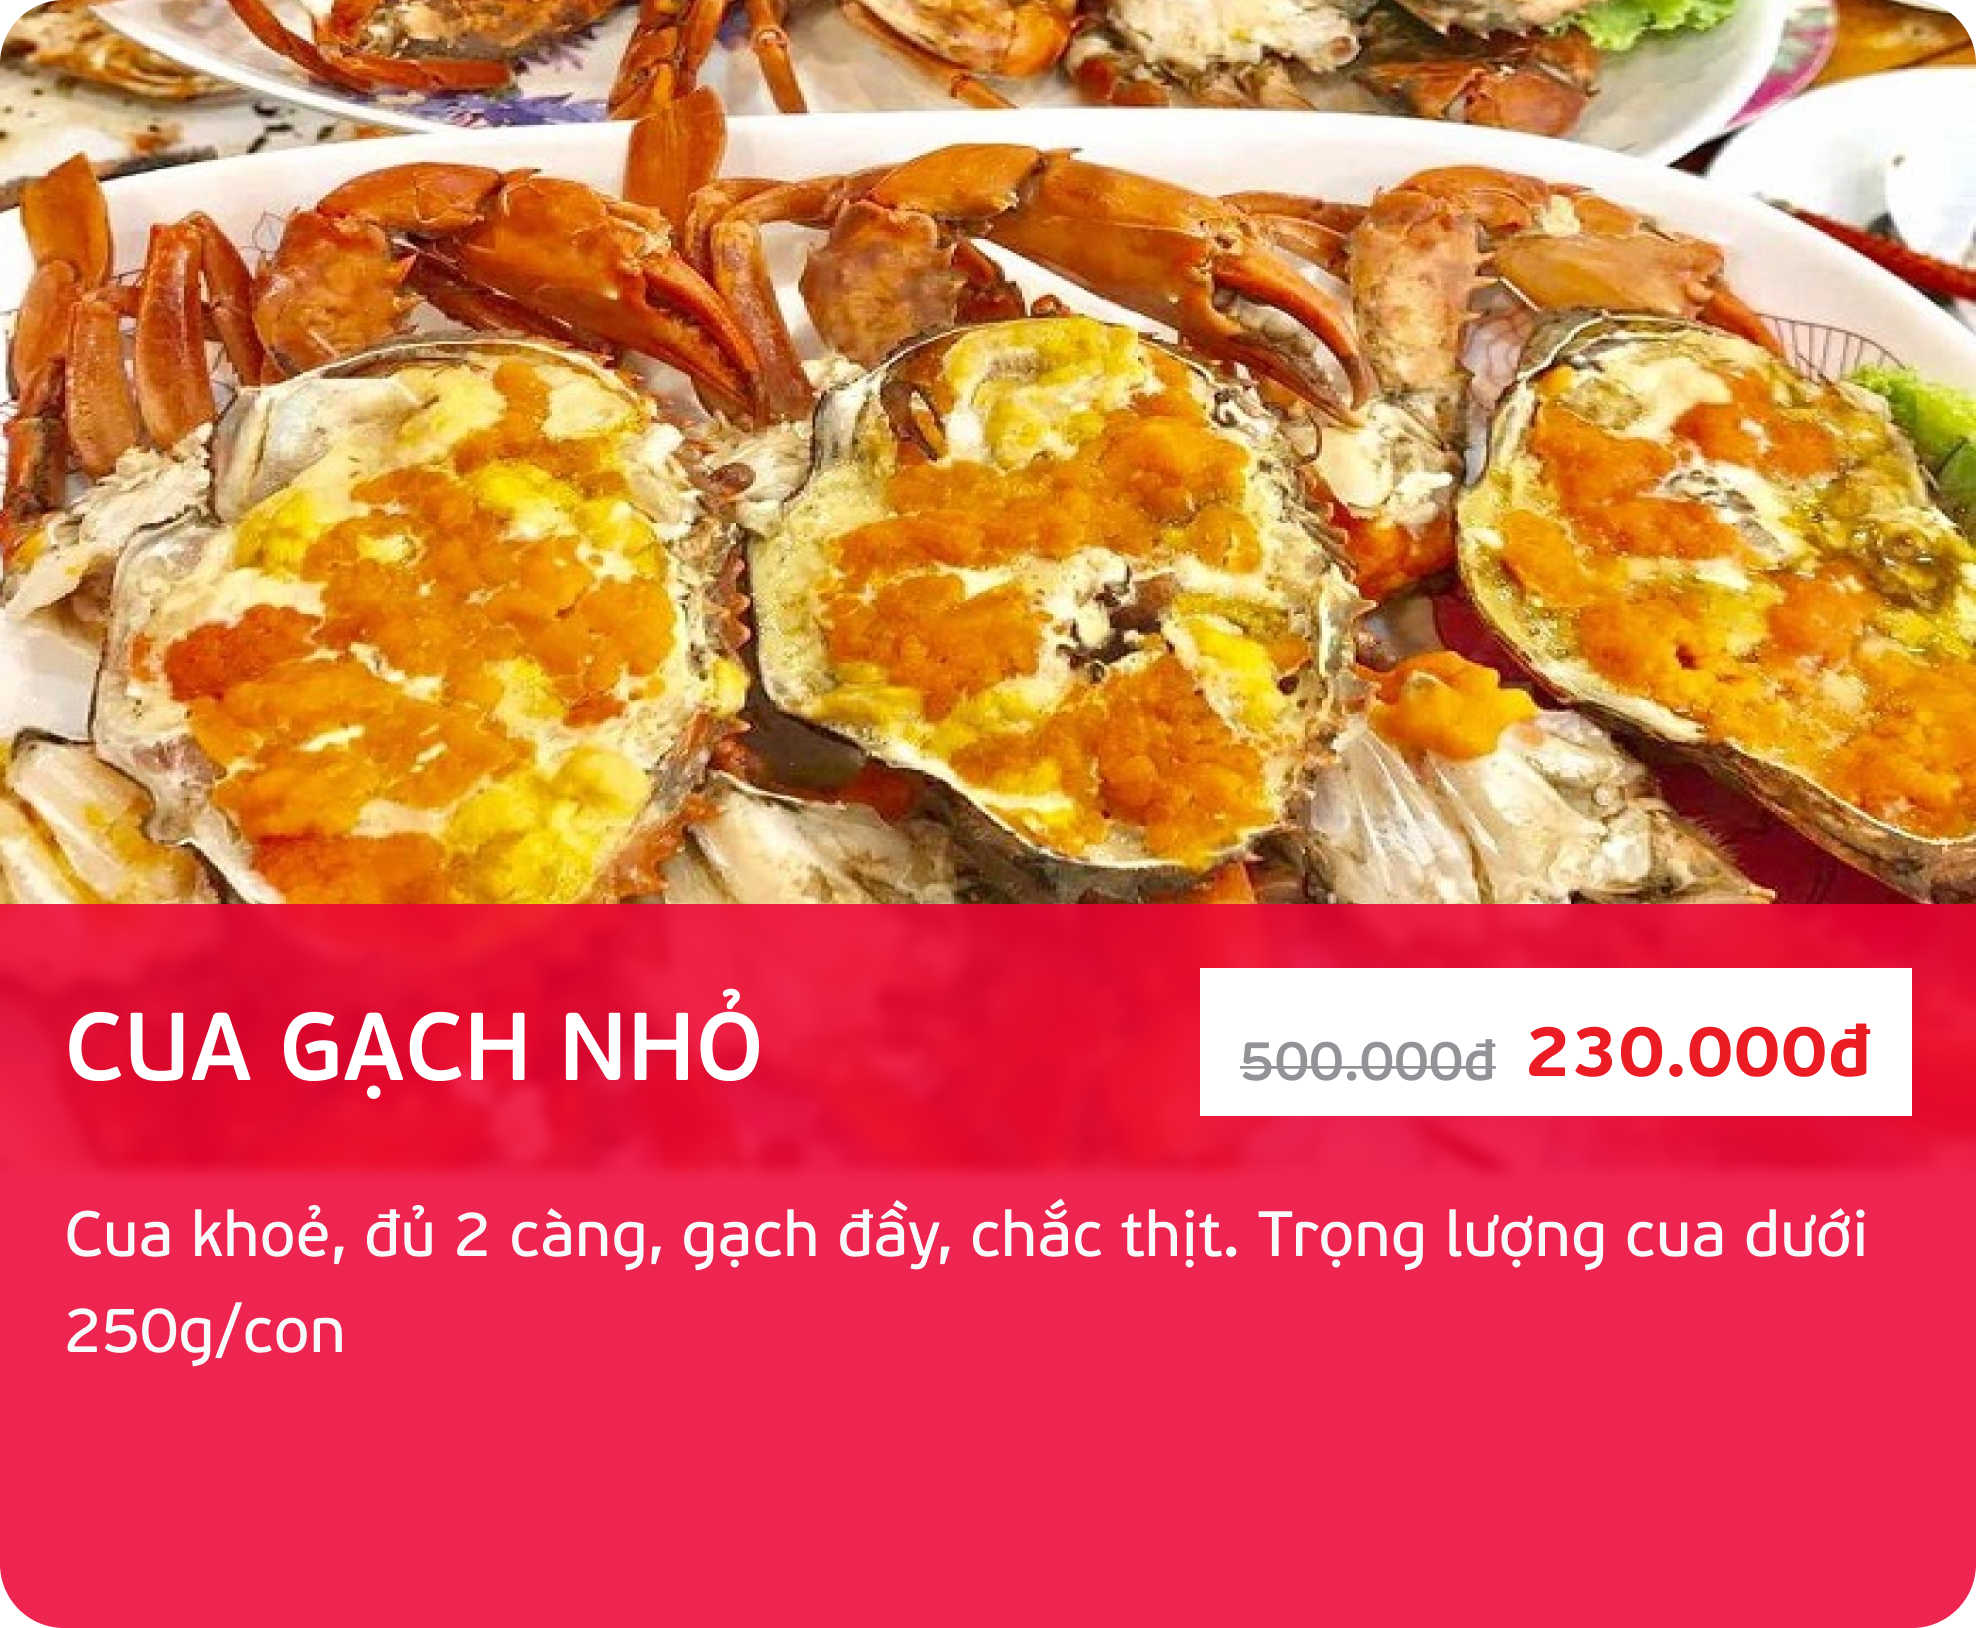 CUA GẠCH NHỎ
500.000đ 230.000đ
Cua khoẻ, đủ 2 càng, gạch đầy, chắc thịt. Trọng lượng cua dưới
250g/con